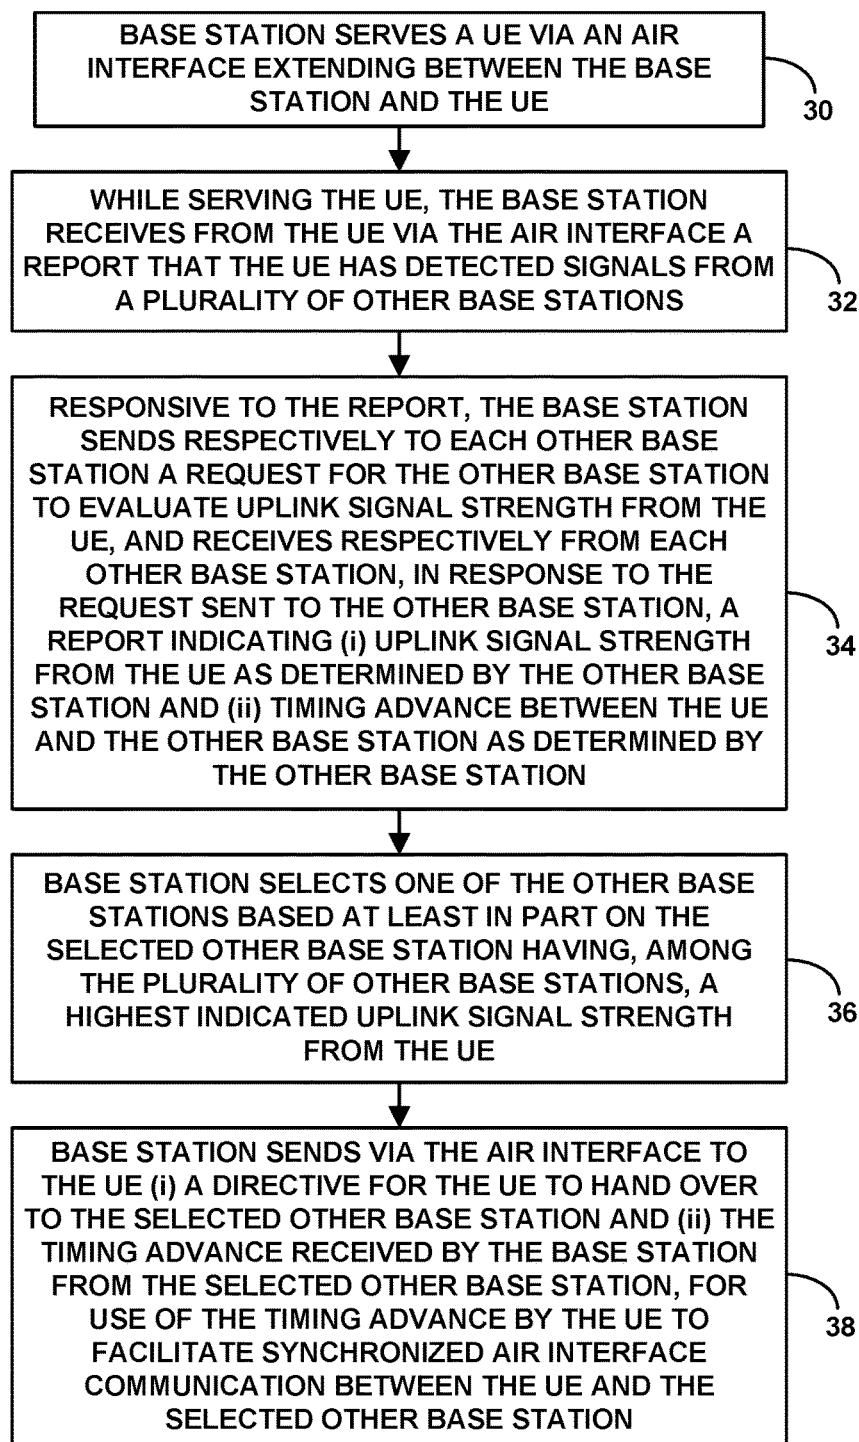 BASE STATION SERVES A UE VIA AN AIR
INTERFACE EXTENDING BETWEEN THE BASE
STATION AND THE UE
30
WHILE SERVING THE UE, THE BASE STATION
RECEIVES FROM THE UE VIA THE AIR INTERFACE A
REPORT THAT THE UE HAS DETECTED SIGNALS FROM
A PLURALITY OF OTHER BASE STATIONS
32
RESPONSIVE TO THE REPORT, THE BASE STATION
SENDS RESPECTIVELY TO EACH OTHER BASE
STATION A REQUEST FOR THE OTHER BASE STATION
TO EVALUATE UPLINK SIGNAL STRENGTH FROM THE
UE, AND RECEIVES RESPECTIVELY FROM EACH
OTHER BASE STATION, IN RESPONSE TO THE
REQUEST SENT TO THE OTHER BASE STATION, A
REPORT INDICATING (i) UPLINK SIGNAL STRENGTH
FROM THE UE AS DETERMINED BY THE OTHER BASE
STATION AND (ii) TIMING ADVANCE BETWEEN THE UE
AND THE OTHER BASE STATION AS DETERMINED BY
THE OTHER BASE STATION
34
BASE STATION SELECTS ONE OF THE OTHER BASE
STATIONS BASED AT LEAST IN PART ON THE
SELECTED OTHER BASE STATION HAVING, AMONG
THE PLURALITY OF OTHER BASE STATIONS, A
HIGHEST INDICATED UPLINK SIGNAL STRENGTH
FROM THE UE
36
BASE STATION SENDS VIA THE AIR INTERFACE TO
THE UE (i) A DIRECTIVE FOR THE UE TO HAND OVER
TO THE SELECTED OTHER BASE STATION AND (ii) THE
TIMING ADVANCE RECEIVED BY THE BASE STATION
FROM THE SELECTED OTHER BASE STATION, FOR
USE OF THE TIMING ADVANCE BY THE UE TO
FACILITATE SYNCHRONIZED AIR INTERFACE
COMMUNICATION BETWEEN THE UE AND THE
SELECTED OTHER BASE STATION
38